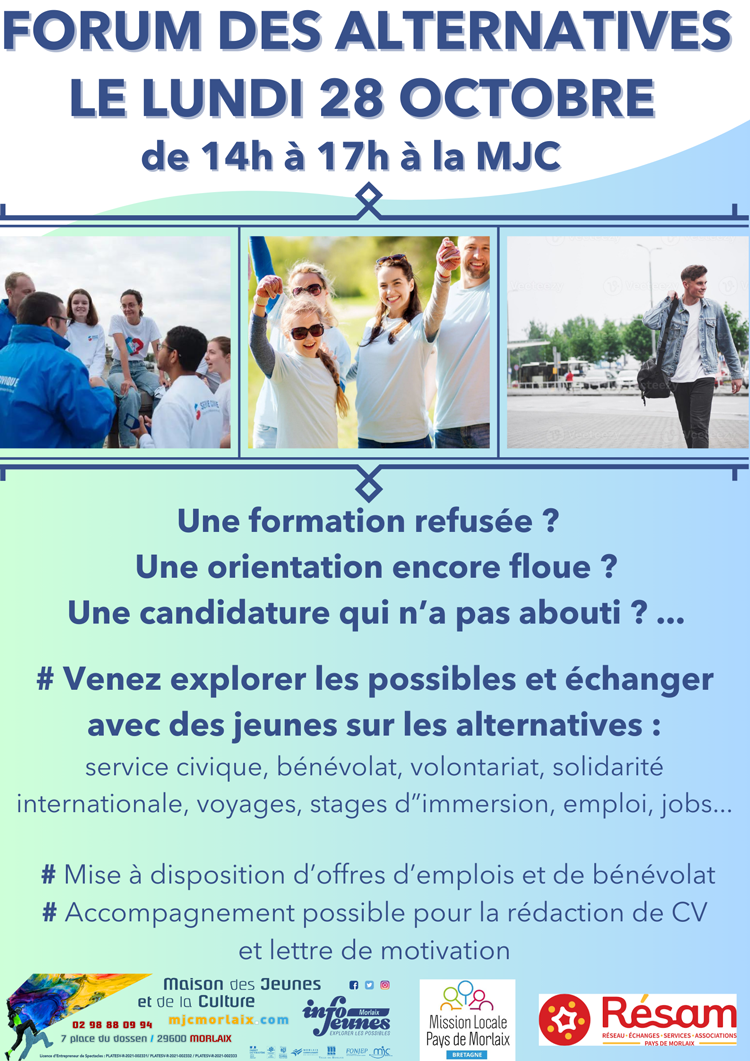 FORUM DES ALTERNATIVES
LE LUNDI 28 OCTOBRE
de 14h à 17h à la MJC
Une formation refusée ?
Une orientation encore floue ?
Une candidature qui n'a pas abouti ? ...
# Venez explorer les possibles et échanger
avec des jeunes sur les alternatives :
service civique, bénévolat, volontariat, solidarité
internationale, voyages, stages d''immersion, emploi, jobs...
# Mise à disposition d'offres d'emplois et de bénévolat
# Accompagnement possible pour la rédaction de CV
et lettre de motivation
Maison des Jeunes
et de la Culture
mjcmorlaix.com
02 98 88 09 94
7 place du dossen / 29600 MORLAIX
info jeunes
Morlaix
EXPLORER LES POSSIBLES
FONJEP
mjc
Mission Locale
Pays de Morlaix
BRETAGNE
Résam
RÉSEAU · ÉCHANGES · SERVICES · ASSOCIATIONS
PAYS DE MORLAIX